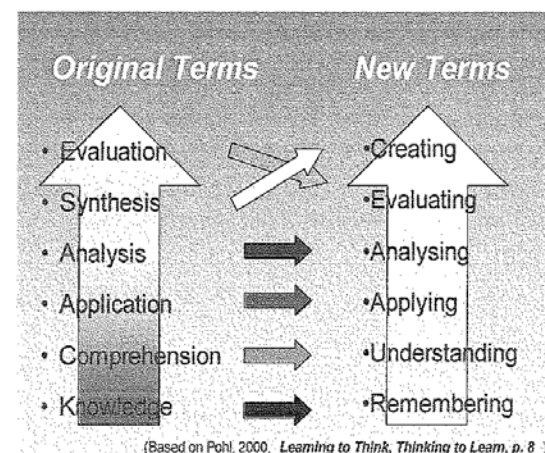 Original Terms New Terms
• Evaluation •Creating
• Synthesis •Evaluating
• Analysis •Analysing
• Application •Applying
• Comprehension •Understanding
• Knowledge •Remembering
(Based on Pohl, 2000, Learning to Think, Thinking to Learn, p. 8 )